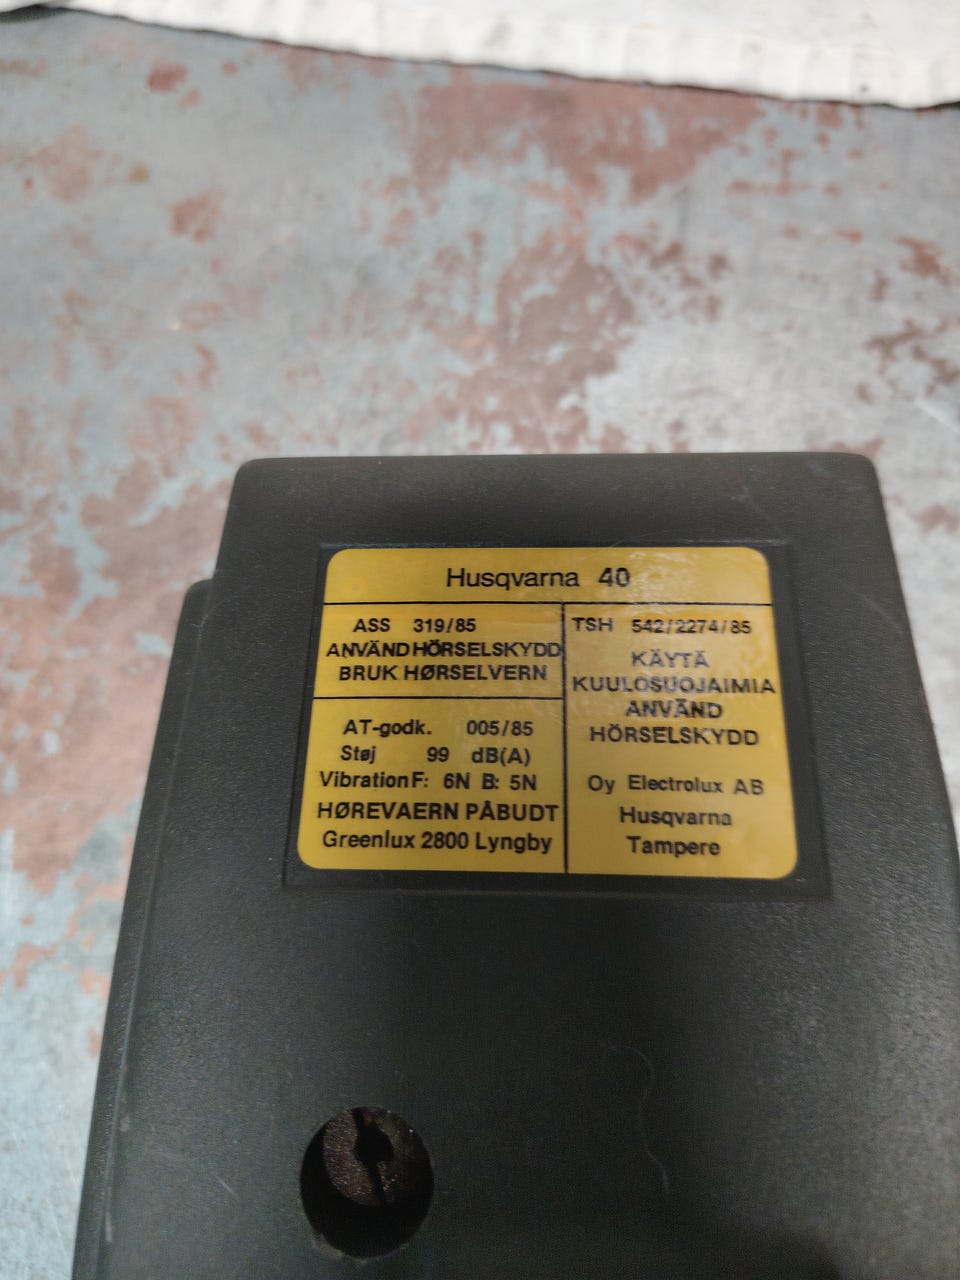 Husqvarna 40
ASS 319/85
ANVÄND HÖRSELSKYDD
BRUK HØRSELVERN
AT-godk. 005/85
Støj 99 dB(A)
Vibration F: 6N B: 5N
HØREVAERN PÅBUDT
Greenlux 2800 Lyngby
TSH 542/2274/85
KÄYTÄ
KUULOSUOJAIMIA
ANVÄND
HÖRSELSKYDD
Oy Electrolux AB
Husqvarna
Tampere